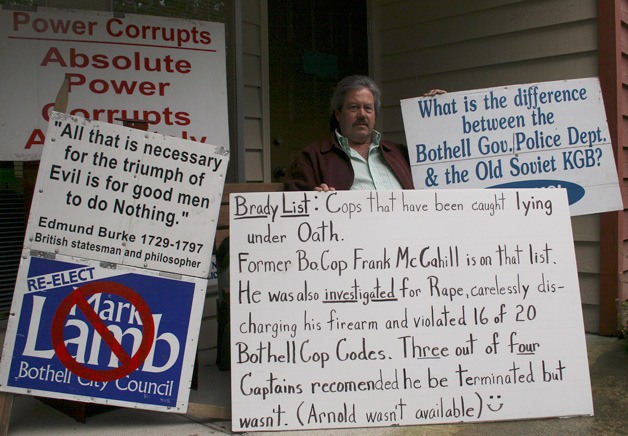 Power Corrupts
Absolute
Power
Corrupts
"All that is necessary
for the triumph of
Evil is for good men
to do Nothing."
Edmund Burke 1729-1797
British statesman and philosopher
RE-ELECT
Mark
Lamb
Bothell City Council
What is the difference
between the
Bothell Gov./Police Dept.
& the Old Soviet KGB?
Brady List: Cops that have been caught lying
under Oath.
Former Bo. Cop Frank McCahill is on that list.
He was also investigated for Rape, carelessly dis-
charging his firearm and violated 16 of 20
Bothell Cop Codes. Three out of four
Captains recomended he be terminated but
wasn't. (Arnold wasn't available)